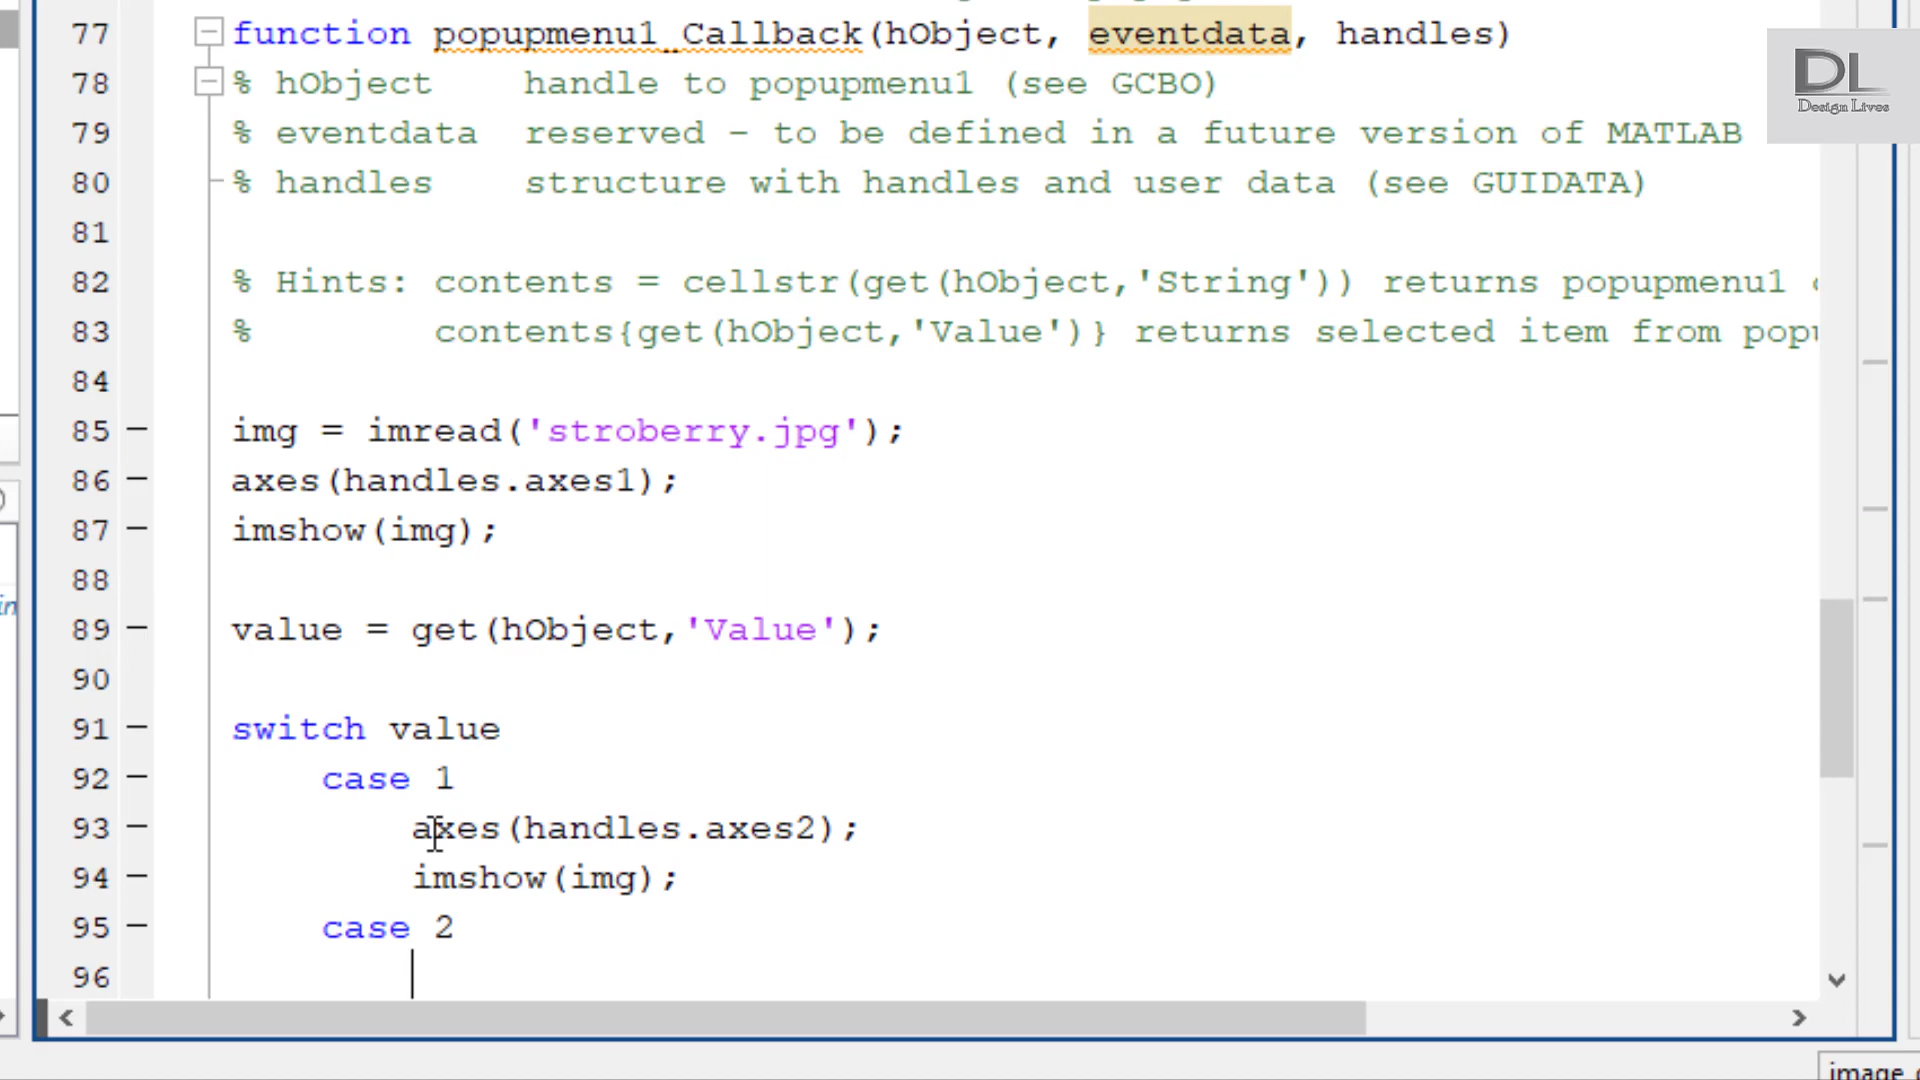 77 function popupmenu1_Callback(hObject, eventdata, handles)
78 % hObject    handle to popupmenu1 (see GCBO)
79 % eventdata  reserved - to be defined in a future version of MATLAB
80 % handles    structure with handles and user data (see GUIDATA)
81
82 % Hints: contents = cellstr(get(hObject,'String')) returns popupmenu1
83 %        contents{get(hObject,'Value')} returns selected item from
84
85 img = imread('stroberry.jpg');
86 axes(handles.axes1);
87 imshow(img);
88
89 value = get(hObject,'Value');
90
91 switch value
92 case 1
93 axes(handles.axes2);
94 imshow(img);
95 case 2
96
DL
Design Lives